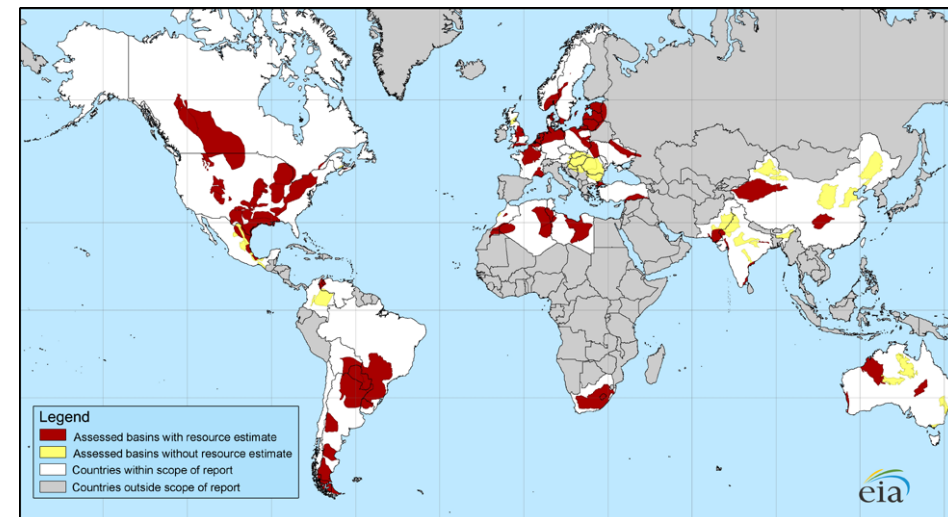 Legend
Assessed basins with resource estimate
Assessed basins without resource estimate
Countries within scope of report
Countries outside scope of report
eia